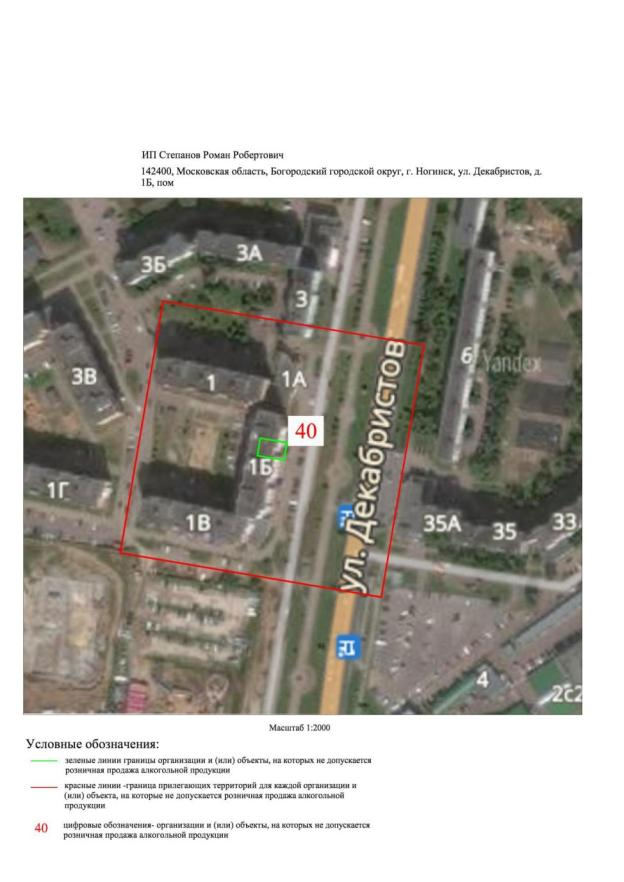 ИП Степанов Роман Робертович
142400, Московская область, Богородский городской округ, г. Ногинск, ул. Декабристов, д.
1Б, пом
3А
3Б
3
6
Yandex
3В
1
1А
40
1Б
1Г
1В
ул. Декабристов
35А
35
33
4
2с2
Масштаб 1:2000
Условные обозначения:
зеленые линии границы организации и (или) объекты, на которых не допускается
розничная продажа алкогольной продукции
красные линии -граница прилегающих территорий для каждой организации и
(или) объекта, на которые не допускается розничная продажа алкогольной
продукции
40
цифровые обозначения- организации и (или) объекты, на которых не допускается
розничная продажа алкогольной продукции